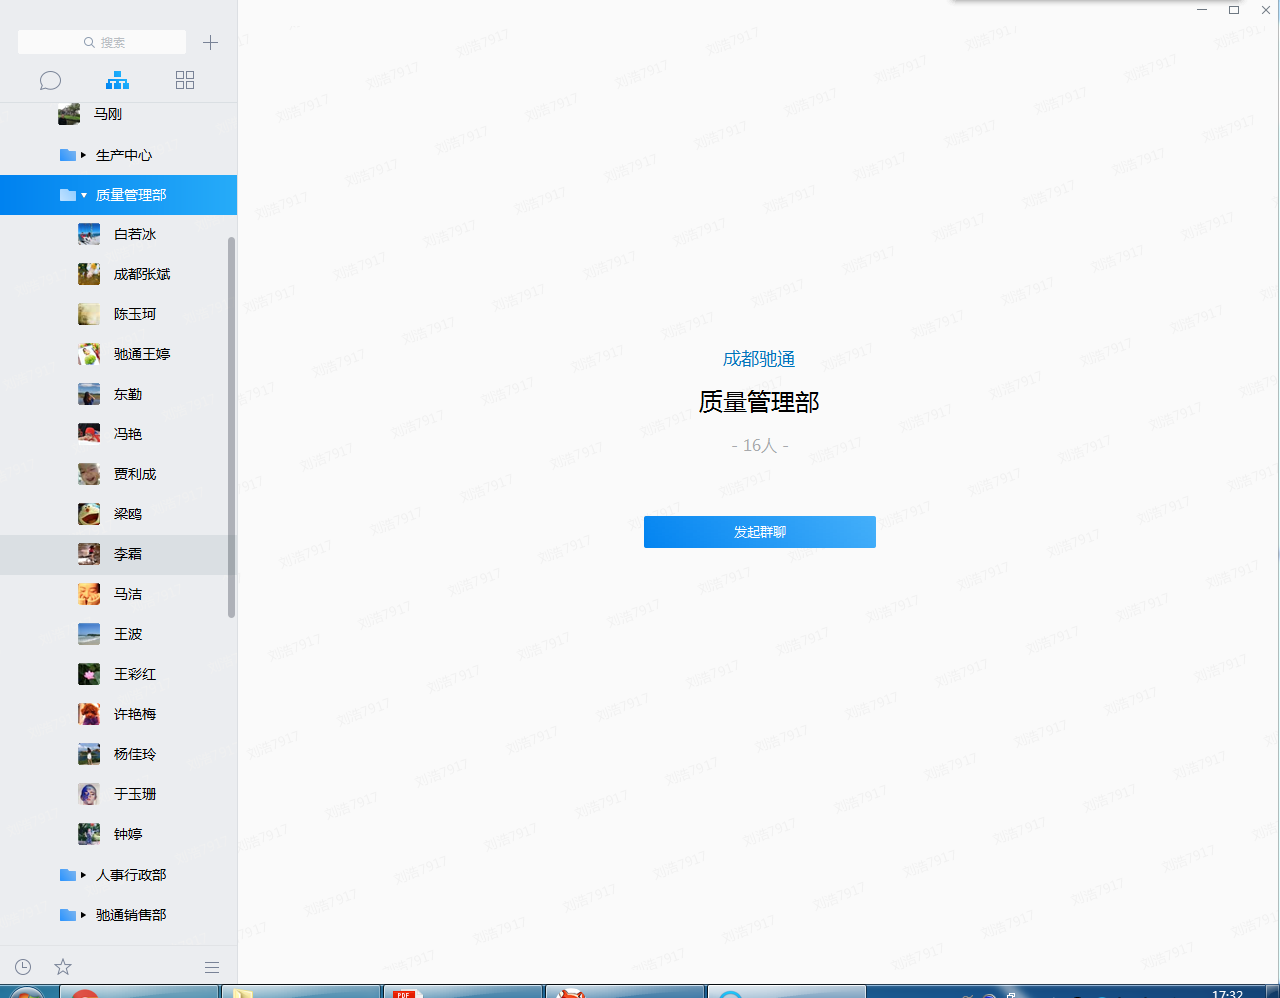 搜索
马刚
生产中心
质量管理部
白若冰
成都张斌
陈玉珂
驰通王婷
东勤
冯艳
贾利成
梁鸥
李霜
马洁
王波
王彩红
许艳梅
杨佳玲
于玉珊
钟婷
人事行政部
驰通销售部
成都驰通
质量管理部
- 16人 -
发起群聊
刘浩7917
PDF
17:32